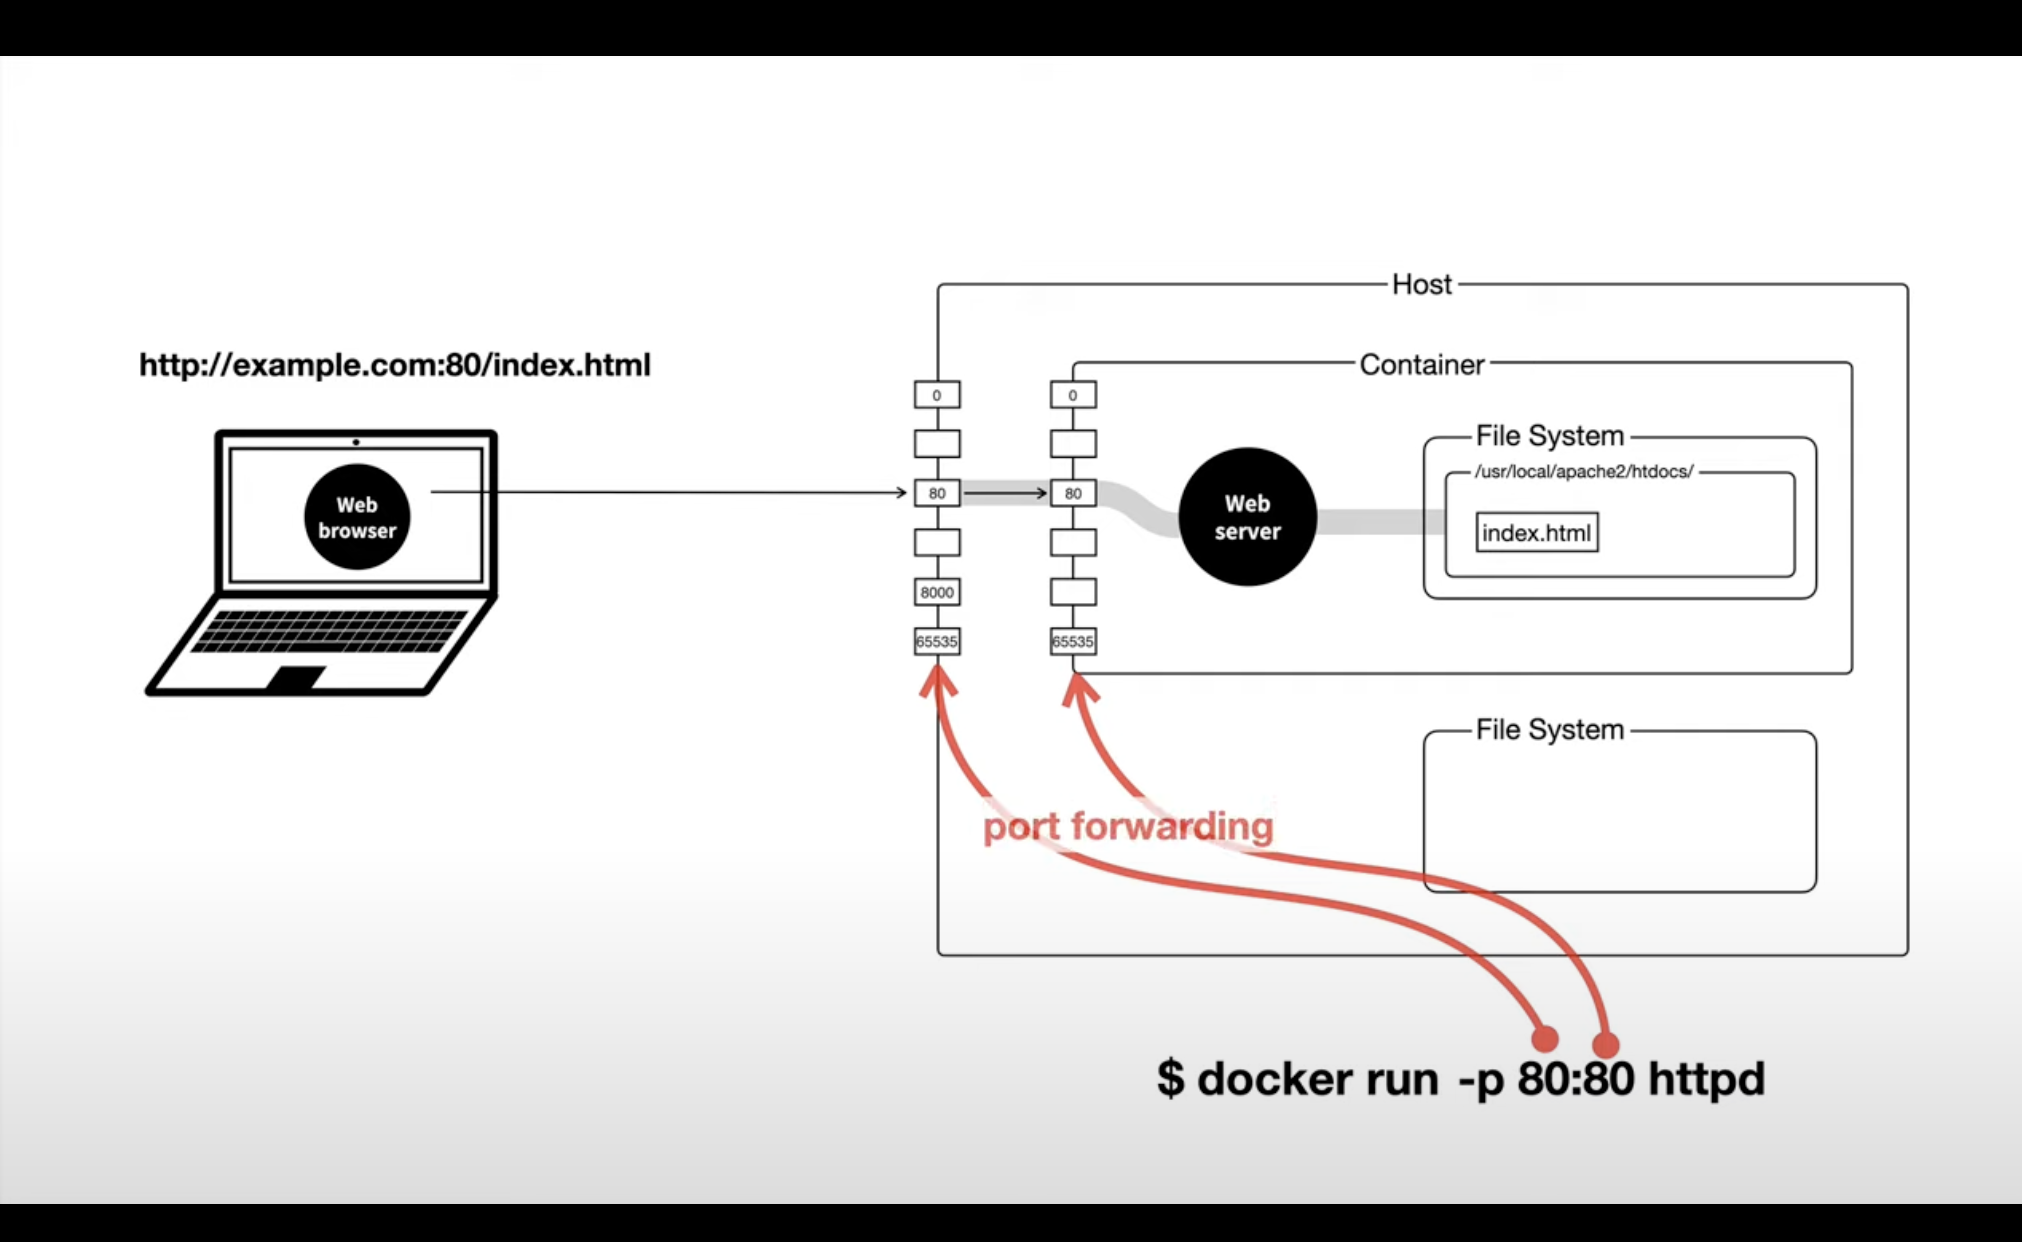 http://example.com:80/index.html
Web
browser
Host
Container
0
80
8000
65535
0
80
65535
Web
server
File System
/usr/local/apache2/htdocs/
index.html
File System
port forwarding
$ docker run -p 80:80 httpd